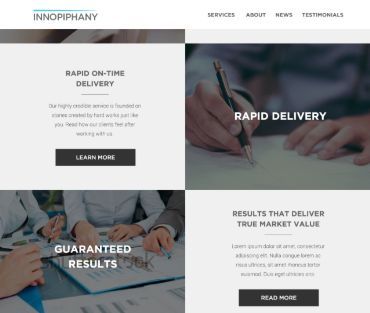 INNOPIPHANY
SERVICES ABOUT NEWS TESTIMONIALS
RAPID ON-TIME
DELIVERY
Our highly credible service is founded on
stories created by hard works just like
you. Read how our clients feel after
working with us.
LEARN MORE
RAPID DELIVERY
GUARANTEED
RESULTS
RESULTS THAT DELIVER
TRUE MARKET VALUE
Lorem ipsum dolor sit amet, consectetur
adipiscing elit. Nulla congue lorem ac
risus ultrices, sit amet rhoncus tortor
euismod. Duis eget ultricies orci.
READ MORE